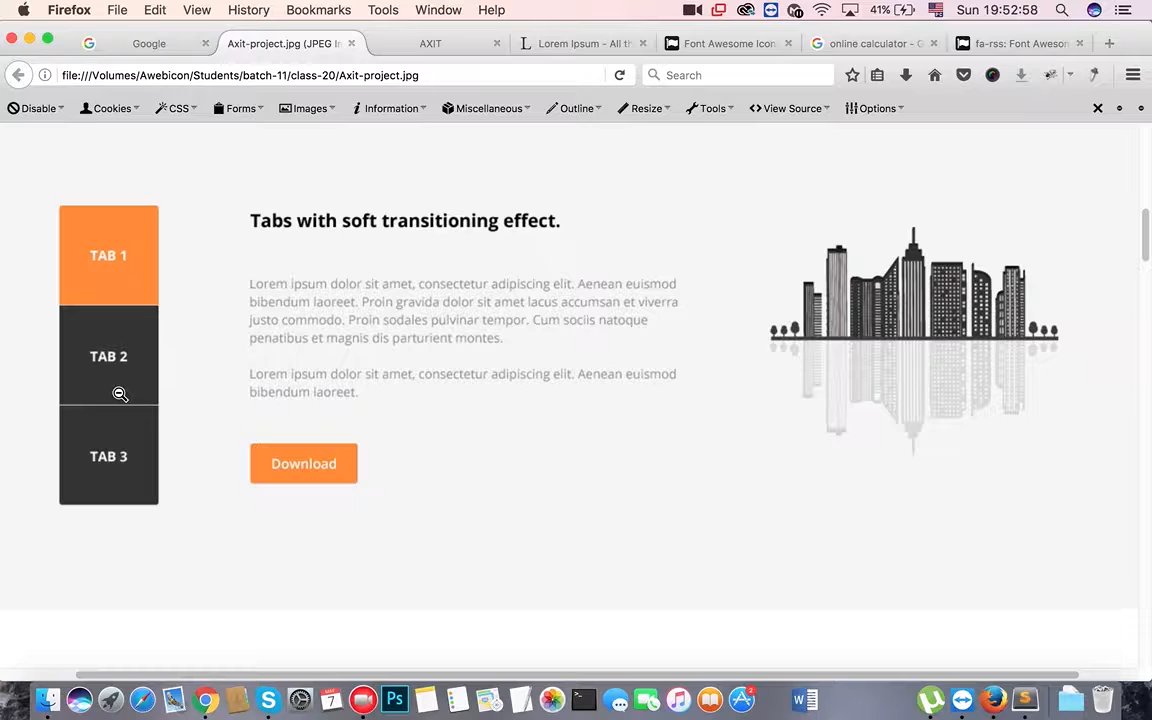 Firefox File Edit View History Bookmarks Tools Window Help 41% Sun 19:52:58
Google Axit-project.jpg (JPEG I AXIT Lorem Ipsum - All t Font Awesome Icon online calculator - fa-rss: Font Aweson
file:///Volumes/Awebicon/Students/batch-11/class-20/Axit-project.jpg Search
Disable Cookies CSS Forms Images Information Miscellaneous Outline Resize Tools View Source Options
TAB 1
TAB 2
TAB 3
Tabs with soft transitioning effect.
Lorem ipsum dolor sit amet, consectetur adipiscing elit. Aenean euismod
bibendum laoreet. Proin gravida dolor sit amet lacus accumsan et viverra
justo commodo. Proin sodales pulvinar tempor. Cum sociis natoque
penatibus et magnis dis parturient montes.
Lorem ipsum dolor sit amet, consectetur adipiscing elit. Aenean euismod
bibendum laoreet.
Download